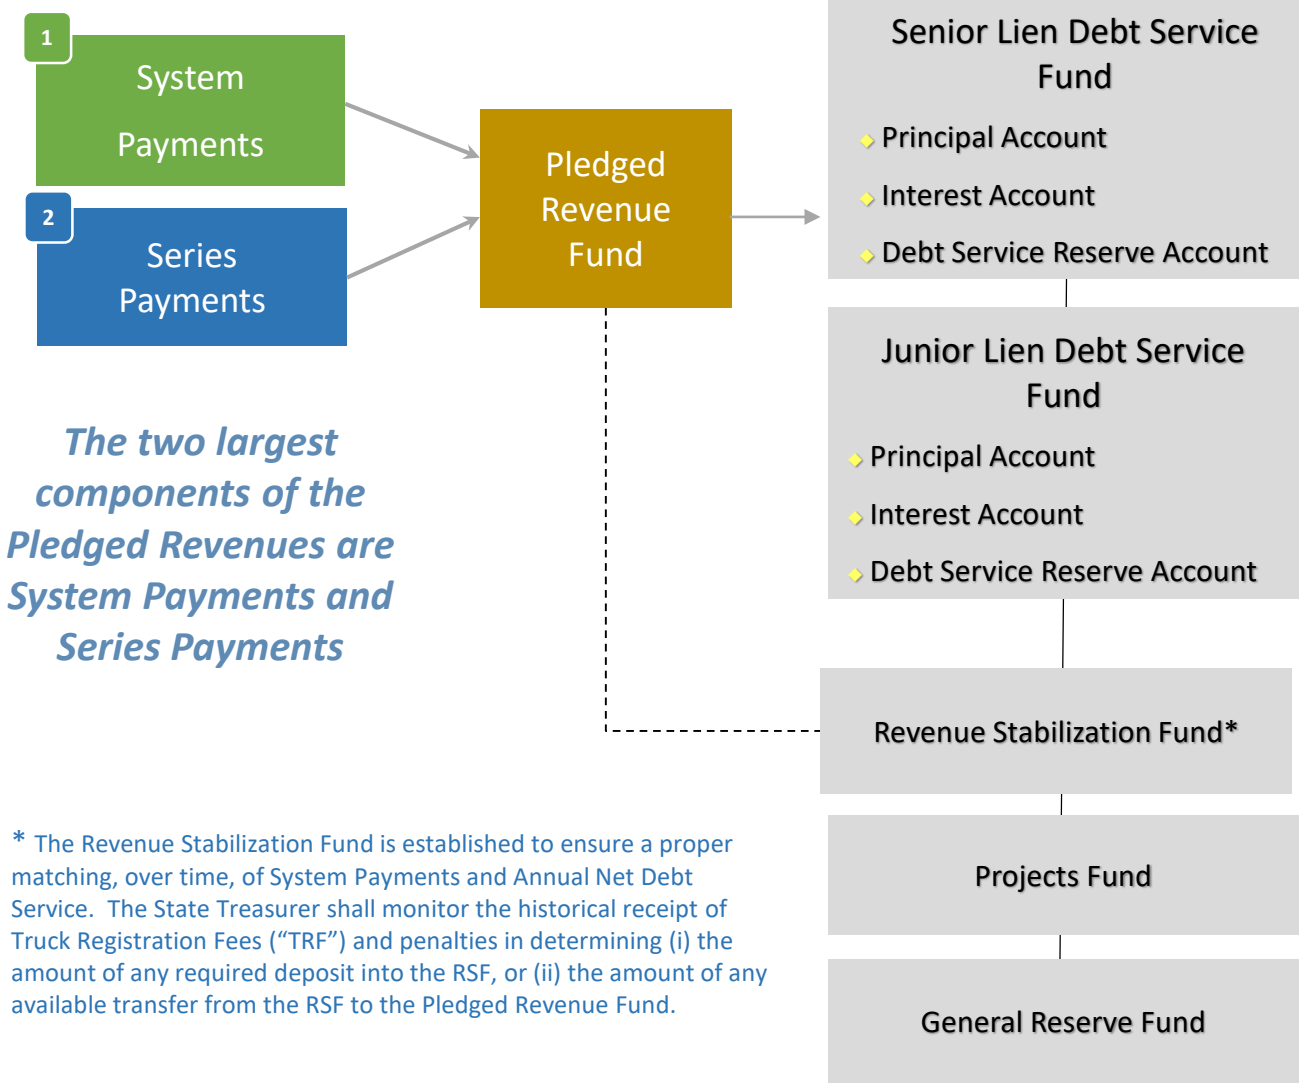 1
System
Payments
2
Series
Payments
Pledged
Revenue
Fund
Senior Lien Debt Service
Fund
Principal Account
Interest Account
Debt Service Reserve Account
Junior Lien Debt Service
Fund
Principal Account
Interest Account
Debt Service Reserve Account
The two largest
components of the
Pledged Revenues are
System Payments and
Series Payments
Revenue Stabilization Fund*
Projects Fund
General Reserve Fund
* The Revenue Stabilization Fund is established to ensure a proper
matching, over time, of System Payments and Annual Net Debt
Service. The State Treasurer shall monitor the historical receipt of
Truck Registration Fees (“TRF”) and penalties in determining (i) the
amount of any required deposit into the RSF, or (ii) the amount of any
available transfer from the RSF to the Pledged Revenue Fund.